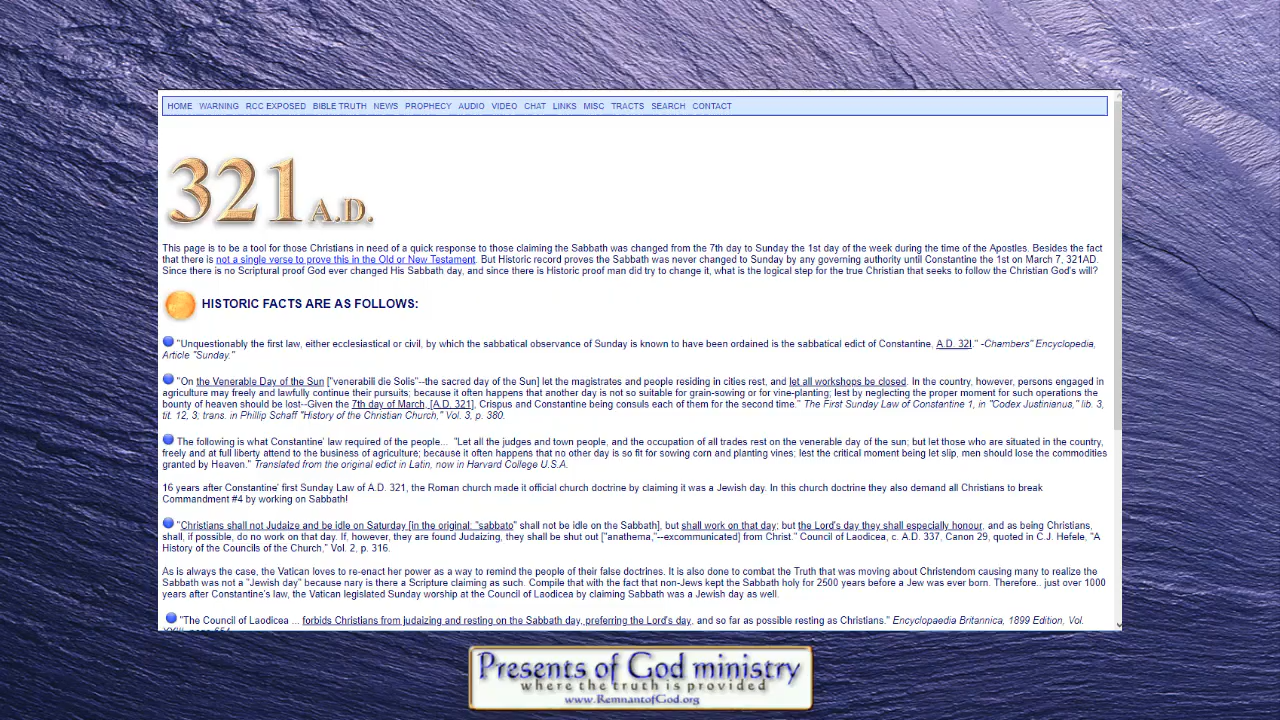 HOME WARNING RCC EXPOSED BIBLE TRUTH NEWS PROPHECY AUDIO VIDEO CHAT LINKS MISC TRACTS SEARCH CONTACT
321 A.D.
This page is to be a tool for those Christians in need of a quick response to those claiming the Sabbath was changed from the 7th day to Sunday the 1st day of the week during the time of the Apostles. Besides the fact
that there is not a single verse to prove this in the Old or New Testament. But Historic record proves the Sabbath was never changed to Sunday by any governing authority until Constantine the 1st on March 7, 321AD.
Since there is no Scriptural proof God ever changed His Sabbath day, and since there is Historic proof man did try to change it, what is the logical step for the true Christian that seeks to follow the Christian God's will?
HISTORIC FACTS ARE AS FOLLOWS:
"Unquestionably the first law, either ecclesiastical or civil, by which the sabbatical observance of Sunday is known to have been ordained is the sabbatical edict of Constantine, A.D. 32I." -Chambers" Encyclopedia,
Article "Sunday."
"On the Venerable Day of the Sun ["venerabili die Solis"--the sacred day of the Sun] let the magistrates and people residing in cities rest, and let all workshops be closed. In the country, however, persons engaged in
agriculture may freely and lawfully continue their pursuits; because it often happens that another day is not so suitable for grain-sowing or for vine-planting; lest by neglecting the proper moment for such operations the
bounty of heaven should be lost--Given the 7th day of March, [A.D. 321], Crispus and Constantine being consuls each of them for the second time." The First Sunday Law of Constantine 1, in "Codex Justinianus," lib. 3,
tit. 12, 3; trans. in Phillip Schaff "History of the Christian Church," Vol. 3, p. 380.
The following is what Constantine' law required of the people... "Let all the judges and town people, and the occupation of all trades rest on the venerable day of the sun; but let those who are situated in the country,
freely and at full liberty attend to the business of agriculture; because it often happens that no other day is so fit for sowing corn and planting vines; lest the critical moment being let slip, men should lose the commodities
granted by Heaven." Translated from the original edict in Latin, now in Harvard College U.S.A.
16 years after Constantine' first Sunday Law of A.D. 321, the Roman church made it official church doctrine by claiming it was a Jewish day. In this church doctrine they also demand all Christians to break
Commandment #4 by working on Sabbath!
"Christians shall not Judaize and be idle on Saturday [in the original: "sabbato" shall not be idle on the Sabbath], but shall work on that day; but the Lord's day they shall especially honour, and as being Christians,
shall, if possible, do no work on that day. If, however, they are found Judaizing, they shall be shut out ["anathema,"--excommunicated] from Christ." Council of Laodicea, c. A.D. 337, Canon 29, quoted in C.J. Hefele, "A
History of the Councils of the Church," Vol. 2, p. 316.
As is always the case, the Vatican loves to re-enact her power as a way to remind the people of their false doctrines. It is also done to combat the Truth that was moving about Christendom causing many to realize the
Sabbath was not a "Jewish day" because nary is there a Scripture claiming as such. Compile that with the fact that non-Jews kept the Sabbath holy for 2500 years before a Jew was ever born. Therefore.. just over 1000
years after Constantine's law, the Vatican legislated Sunday worship at the Council of Laodicea by claiming Sabbath was a Jewish day as well.
"The Council of Laodicea ... forbids Christians from judaizing and resting on the Sabbath day, preferring the Lord's day, and so far as possible resting as Christians." Encyclopaedia Britannica, 1899 Edition, Vol.
Presents of God ministry
where the truth is provided
www.RemnantofGod.org